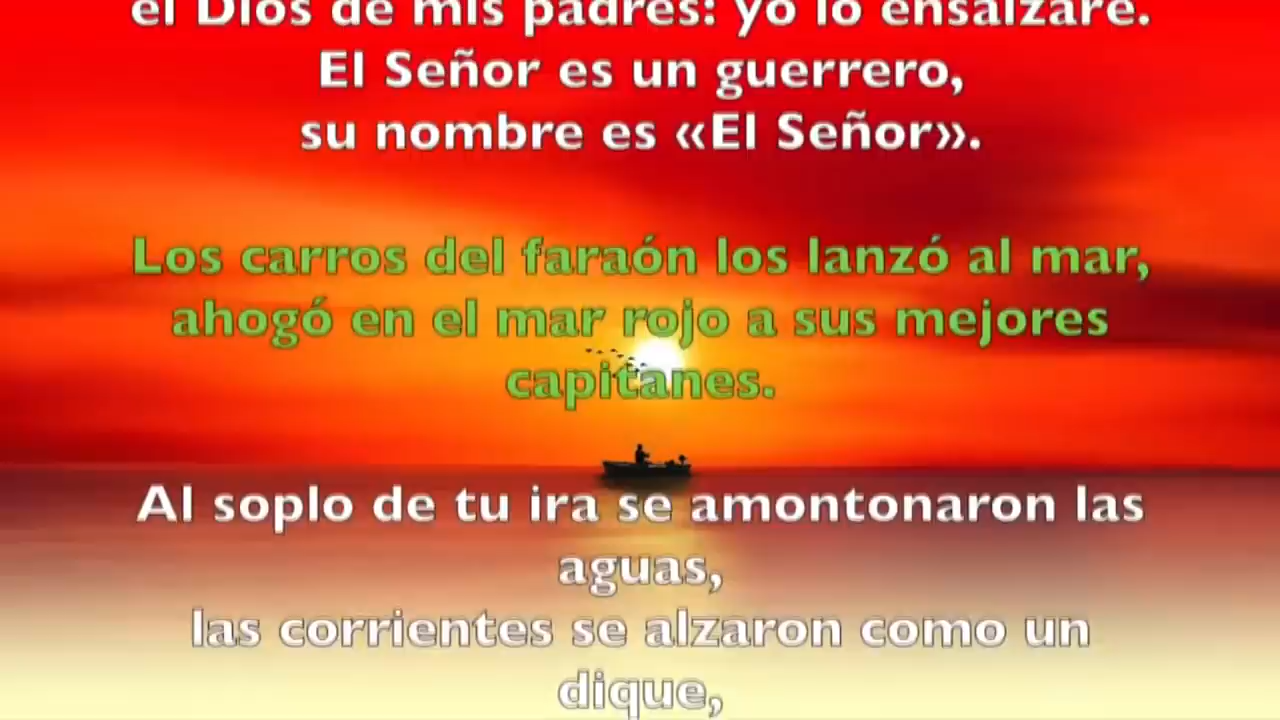 el Dios de mis padres: yo lo ensalzaré.
El Señor es un guerrero,
su nombre es «El Señor».
Los carros del faraón los lanzó al mar,
ahogó en el mar rojo a sus mejores
capitanes.
Al soplo de tu ira se amontonaron las
aguas,
las corrientes se alzaron como un
dique,